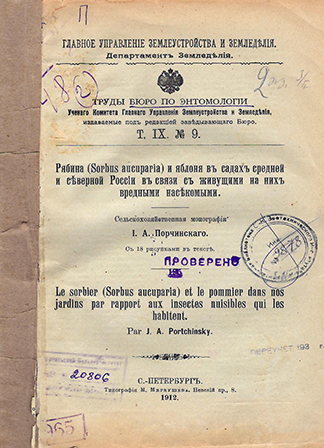 П
ГЛАВНОЕ УПРАВЛЕНІЕ ЗЕМЛЕУСТРОЙСТВА И ЗЕМЛЕДѢЛІЯ.
Департаментъ Земледѣлія.
ТРУДЫ БЮРО ПО ЭНТОМОЛОГІИ
Ученаго Комитета Главнаго Управленія Землеустройства и Земледѣлія,
издаваемые подъ редакціей завѣдывающаго Бюро.
Т. IX. № 9.
Рябина (Sorbus aucuparia) и яблоня въ садахъ средней
и сѣверной Россіи въ связи съ живущими на нихъ
вредными насѣкомыми.
Сельскохозяйственная монографія
І. А. Порчинскаго.
Съ 18 рисунками въ текстѣ.
ПРОВЕРЕНО
Le sorbier (Sorbus aucuparia) et le pommier dans nos
jardins par rapport aux insectes nuisibles qui les
habitent.
Par J. A. Portchinsky.
20806
С.-ПЕТЕРБУРГЪ.
Типографія М. Меркушева. Невскій пр., 8.
1912.